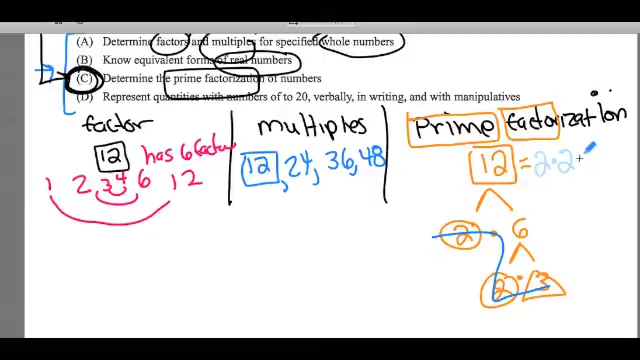 (A) Determine factors and multiples for specified whole numbers
(B) Know equivalent forms of real numbers
(C) Determine the prime factorization of numbers
(D) Represent quantities with numbers of to 20, verbally, in writing, and with manipulatives
factor
12
has 6 factors
1 2, 3 4 6 12
multiples
12, 24, 36, 48
Prime factorization
12 = 2 · 2
2 · 6
2 · 3